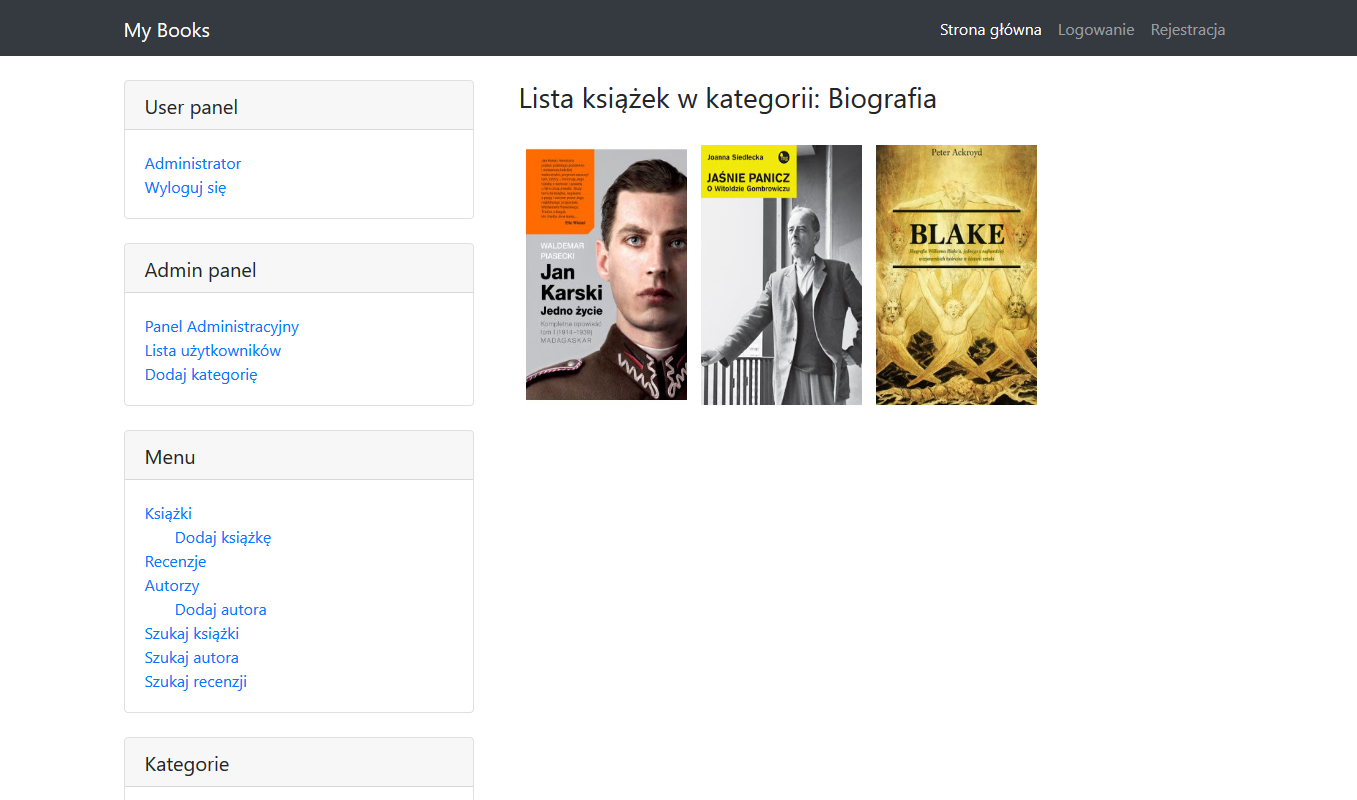 My Books
Strona główna
Logowanie
Rejestracja
User panel
Administrator
Wyloguj się
Admin panel
Panel Administracyjny
Lista użytkowników
Dodaj kategorię
Menu
Książki
Dodaj książkę
Recenzje
Autorzy
Dodaj autora
Szukaj książki
Szukaj autora
Szukaj recenzji
Kategorie
Lista książek w kategorii: Biografia
WALDEMAR
PIASECKI
Jan
Karski
Jedno życie
Kompletna opowieść
tom I (1914–1939)
MADAGASKAR
Joanna Siedlecka
JAŚNIE PANICZ
O Witoldzie Gombrowiczu
Peter Ackroyd
BLAKE